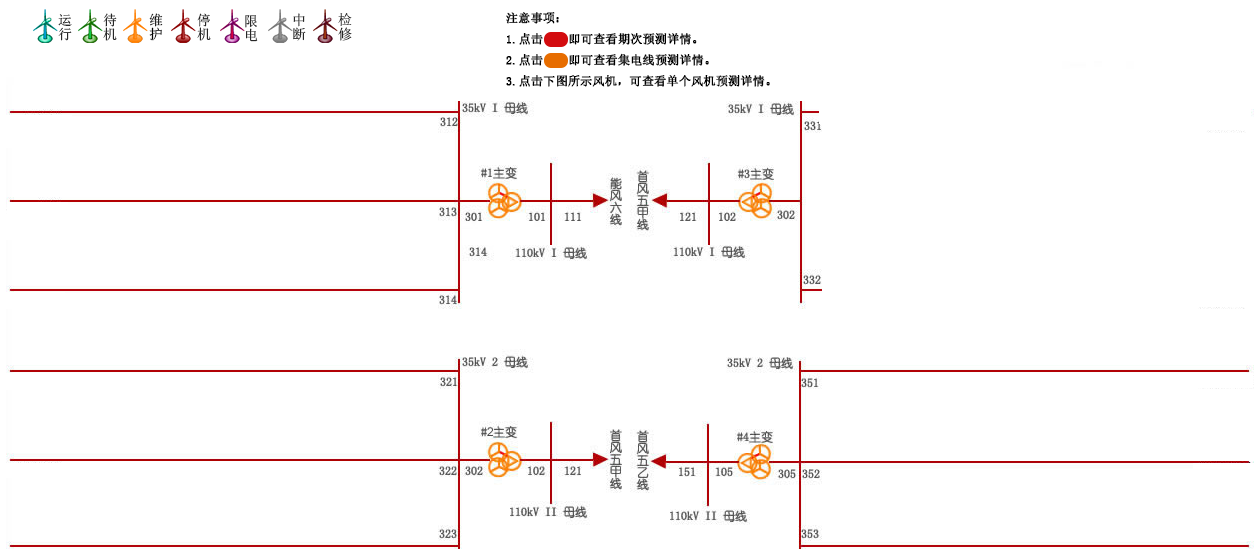 运行
待机
维护
停机
限电
中断
检修
注意事项:
1. 点击 即可查看期次预测详情。
2. 点击 即可查看集电线预测详情。
3. 点击下图所示风机，可查看单个风机预测详情。
35kV I 母线
312
#1主变
313
301
101
111
314
110kV I 母线
314
能风六线
首风五甲线
35kV I 母线
331
#3主变
121
102
302
110kV I 母线
332
35kV 2 母线
321
#2主变
322
302
102
121
110kV II 母线
323
首风五甲线
首风五乙线
35kV 2 母线
351
#4主变
151
105
305
352
110kV II 母线
353